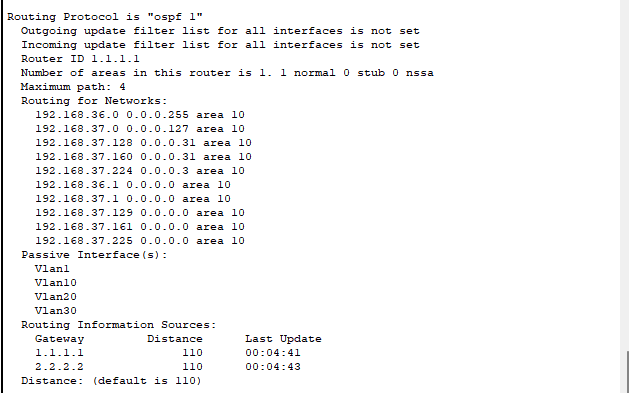 Routing Protocol is "ospf 1"
Outgoing update filter list for all interfaces is not set
Incoming update filter list for all interfaces is not set
Router ID 1.1.1.1
Number of areas in this router is 1. 1 normal 0 stub 0 nssa
Maximum path: 4
Routing for Networks:
192.168.36.0 0.0.0.255 area 10
192.168.37.0 0.0.0.127 area 10
192.168.37.128 0.0.0.31 area 10
192.168.37.160 0.0.0.31 area 10
192.168.37.224 0.0.0.3 area 10
192.168.36.1 0.0.0.0 area 10
192.168.37.1 0.0.0.0 area 10
192.168.37.129 0.0.0.0 area 10
192.168.37.161 0.0.0.0 area 10
192.168.37.225 0.0.0.0 area 10
Passive Interface(s):
Vlan1
Vlan10
Vlan20
Vlan30
Routing Information Sources:
Gateway Distance Last Update
1.1.1.1 110 00:04:41
2.2.2.2 110 00:04:43
Distance: (default is 110)